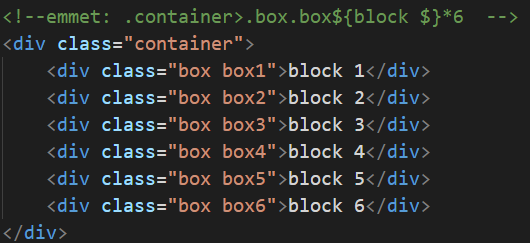 <!--emmet: .container>.box.box${block $}*6  -->
<div class="container">
    <div class="box box1">block 1</div>
    <div class="box box2">block 2</div>
    <div class="box box3">block 3</div>
    <div class="box box4">block 4</div>
    <div class="box box5">block 5</div>
    <div class="box box6">block 6</div>
</div>